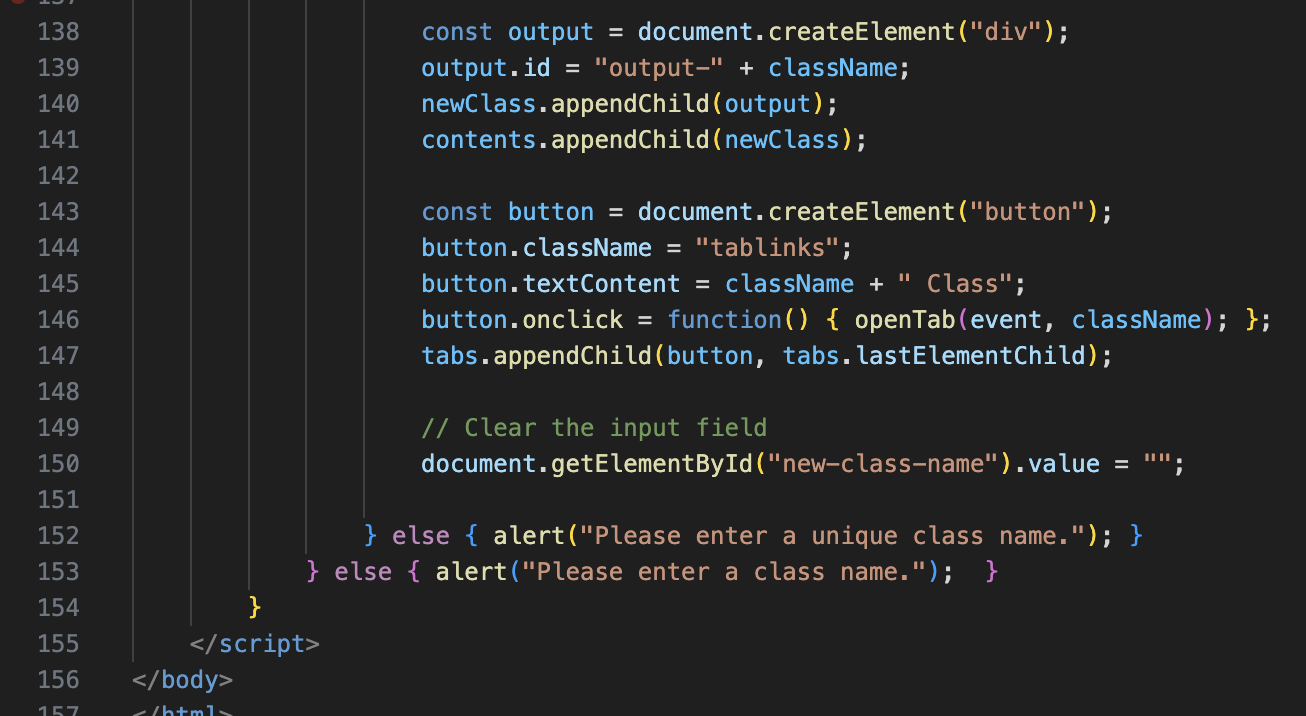 137
138 const output = document.createElement("div");
139 output.id = "output-" + className;
140 newClass.appendChild(output);
141 contents.appendChild(newClass);
142
143 const button = document.createElement("button");
144 button.className = "tablinks";
145 button.textContent = className + " Class";
146 button.onclick = function() { openTab(event, className); };
147 tabs.appendChild(button, tabs.lastElementChild);
148
149 // Clear the input field
150 document.getElementById("new-class-name").value = "";
151
152 } else { alert("Please enter a unique class name."); }
153 } else { alert("Please enter a class name.");  }
154 }
155 </script>
156 </body>
157 </html>